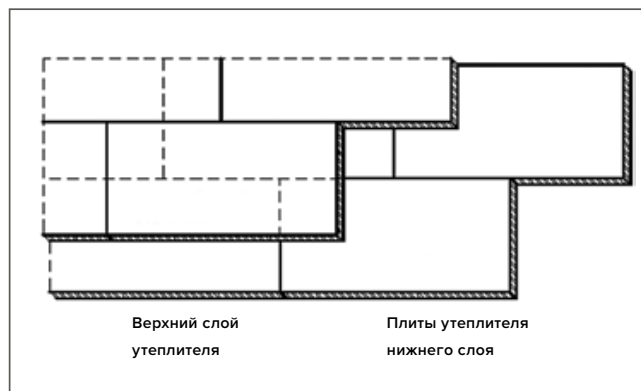 Верхний слой
утеплителя
Плиты утеплителя
нижнего слоя